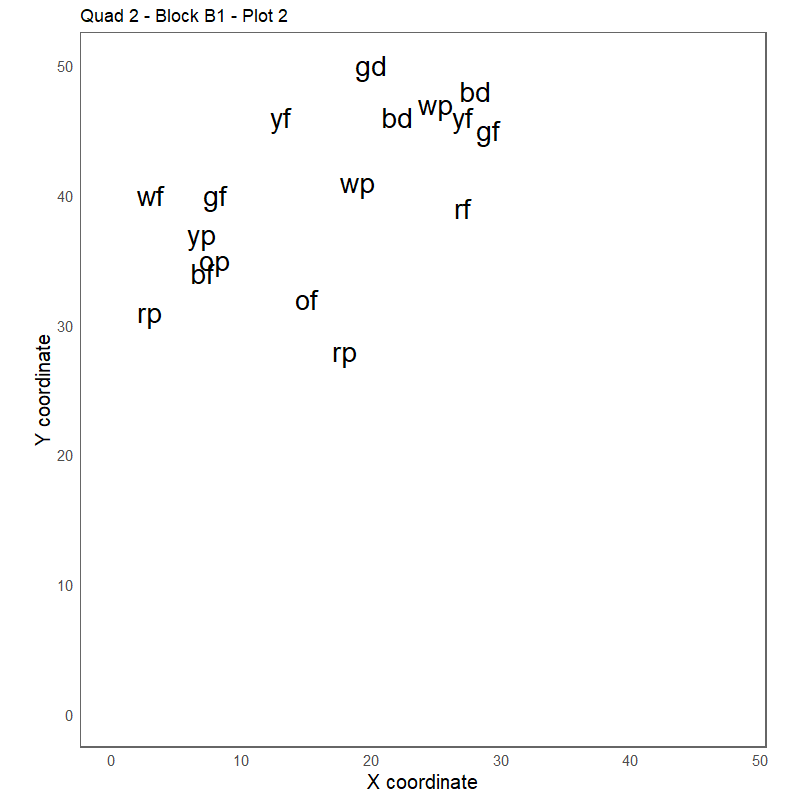 Quad 2 - Block B1 - Plot 2
50
gd
bd
wp
yf
bd
yf
gf
wp
40
wf
gf
rf
yp
op
bf
of
rp
30
rp
Y coordinate
20
10
0
0 10 20 30 40 50
X coordinate